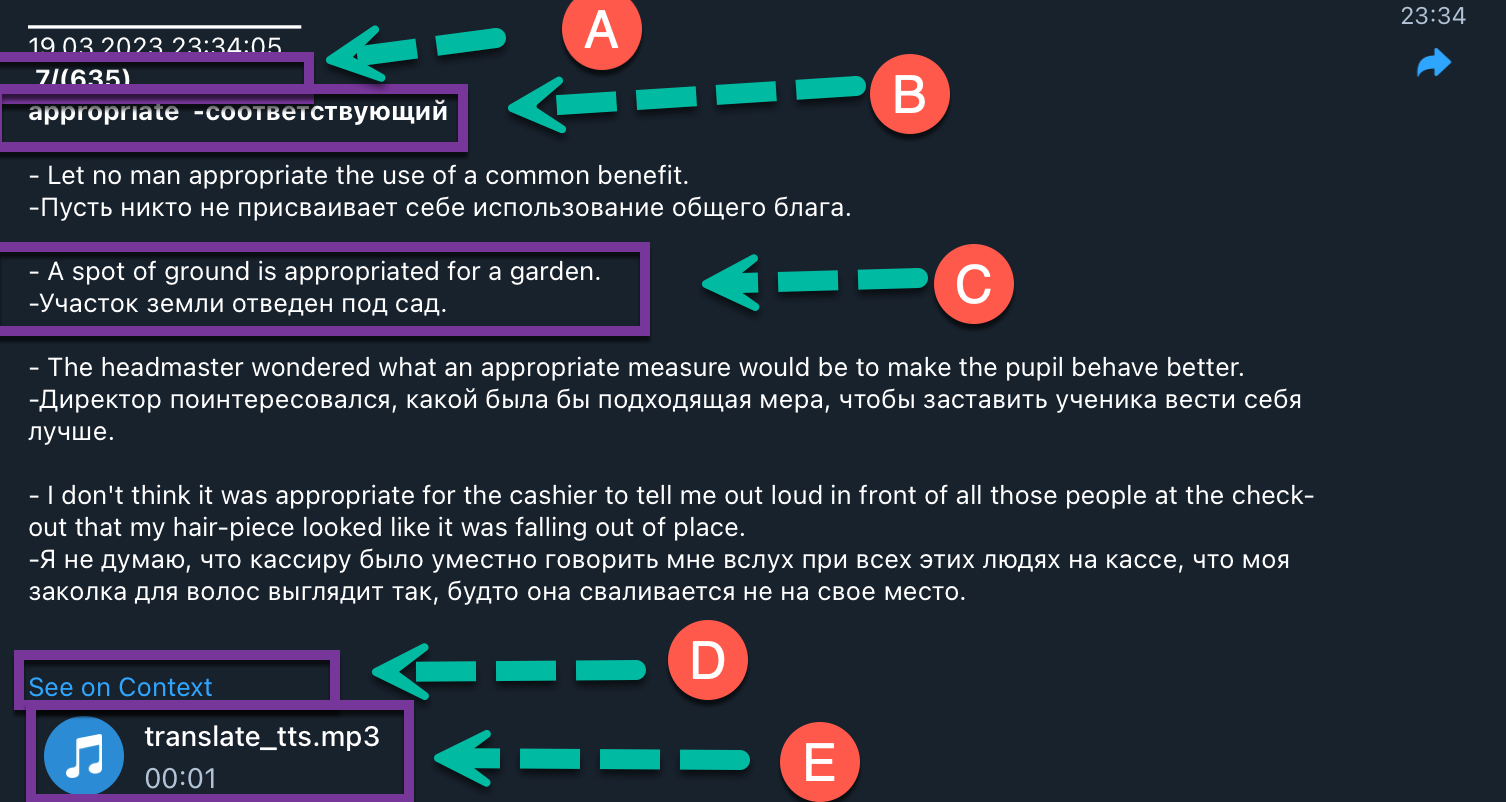 23:34
A
19.03.2023 23:34:05
7/(635)
B
appropriate -соответствующий
- Let no man appropriate the use of a common benefit.
-Пусть никто не присваивает себе использование общего блага.
- A spot of ground is appropriated for a garden.
-Участок земли отведен под сад.
C
- The headmaster wondered what an appropriate measure would be to make the pupil behave better.
-Директор поинтересовался, какой была бы подходящая мера, чтобы заставить ученика вести себя
лучше.
- I don't think it was appropriate for the cashier to tell me out loud in front of all those people at the check-
out that my hair-piece looked like it was falling out of place.
-Я не думаю, что кассиру было уместно говорить мне вслух при всех этих людях на кассе, что моя
заколка для волос выглядит так, будто она сваливается не на свое место.
D
See on Context
translate_tts.mp3
00:01
E